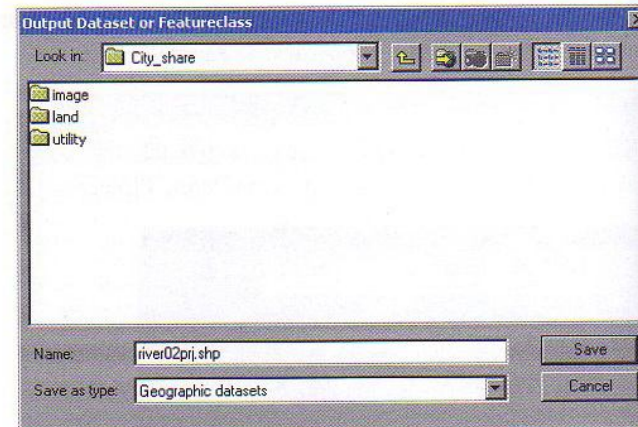 Output Dataset or Featureclass
Look in: City_share
image
land
utility
Name: river02prj.shp Save
Save as type: Geographic datasets Cancel